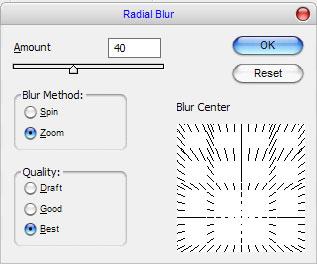 Radial Blur
Amount 40
OK
Reset
Blur Method:
Spin
Zoom
Blur Center
Quality:
Draft
Good
Best